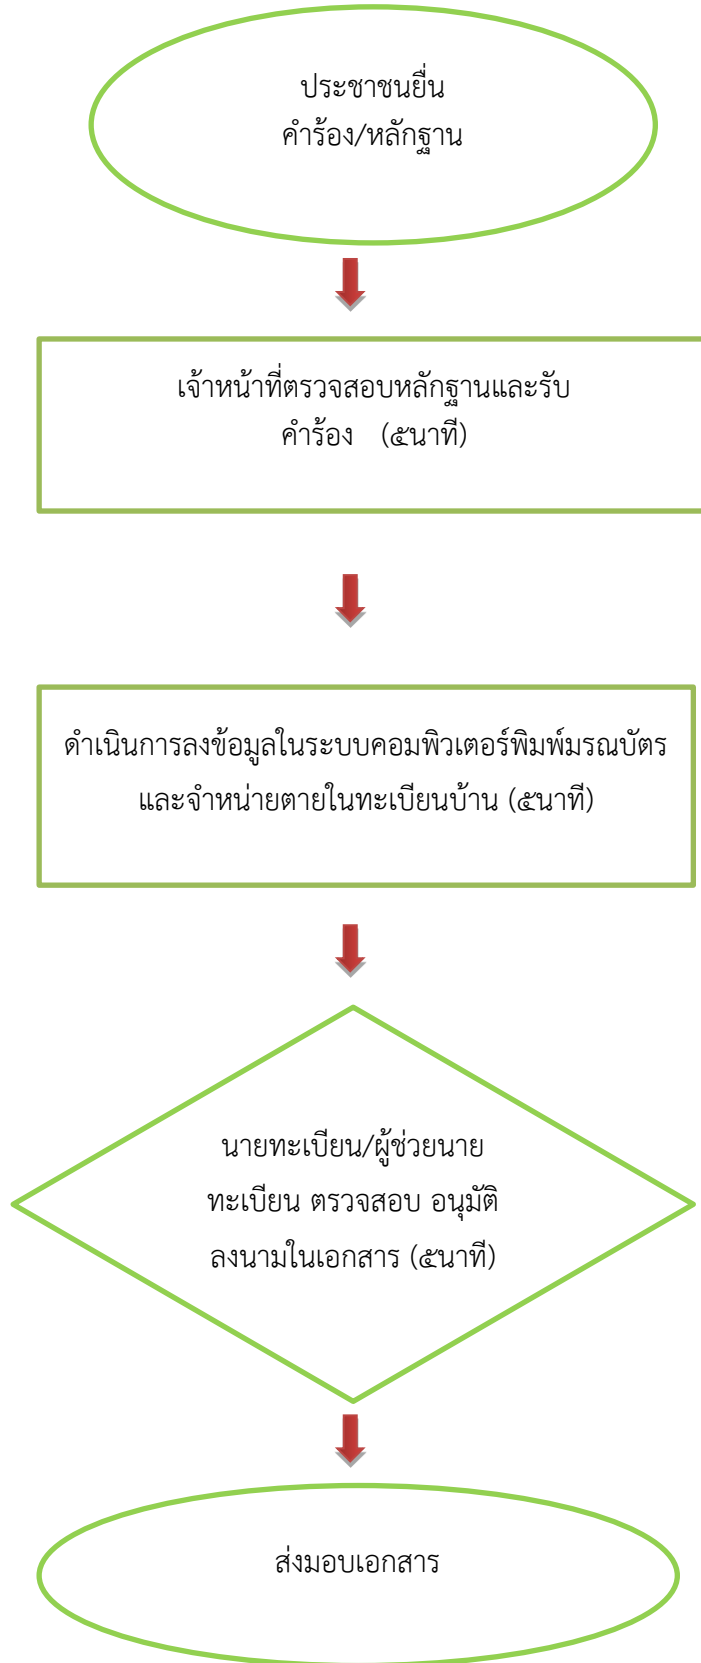 ประชาชนยื่น
คำร้อง/หลักฐาน
เจ้าหน้าที่ตรวจสอบหลักฐานและรับ
คำร้อง (๕นาที)
ดำเนินการลงข้อมูลในระบบคอมพิวเตอร์พิมพ์มรณบัตร
และจำหน่ายตายในทะเบียนบ้าน (๕นาที)
นายทะเบียน/ผู้ช่วยนาย
ทะเบียน ตรวจสอบ อนุมัติ
ลงนามในเอกสาร (๕นาที)
ส่งมอบเอกสาร